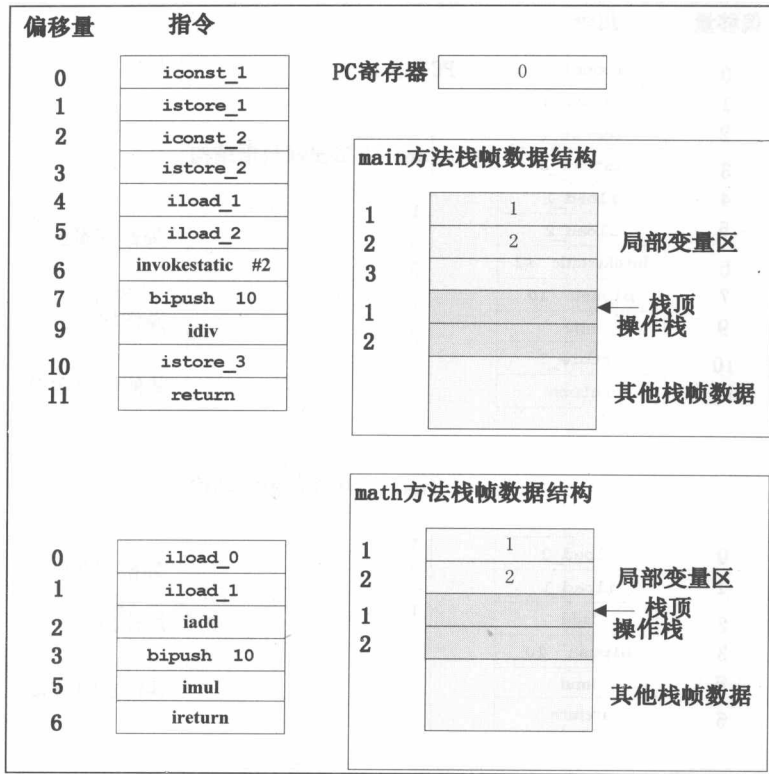 偏移量 指令
0 iconst_1
1 istore_1
2 iconst_2
3 istore_2
4 iload_1
5 iload_2
6 invokestatic #2
7 bipush 10
9 idiv
10 istore_3
11 return
PC寄存器 0
main方法栈帧数据结构
1 1
2 2 局部变量区
3
1 栈顶
2 操作栈
其他栈帧数据
0 iload_0
1 iload_1
2 iadd
3 bipush 10
5 imul
6 ireturn
math方法栈帧数据结构
1 1
2 2 局部变量区
1 栈顶
2 操作栈
其他栈帧数据